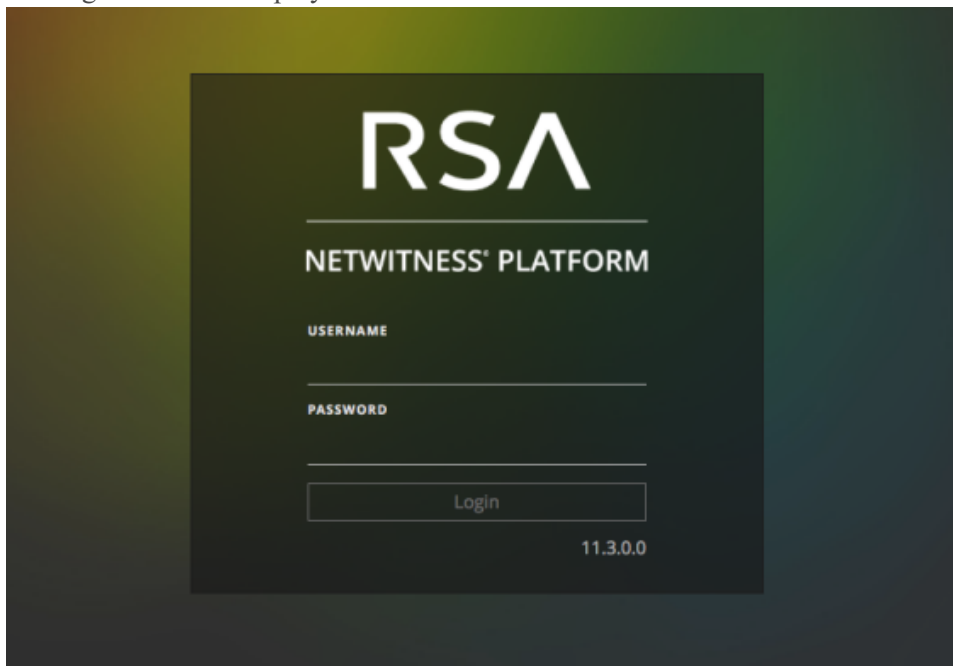 RSA
NETWITNESS® PLATFORM
USERNAME
PASSWORD
Login
11.3.0.0